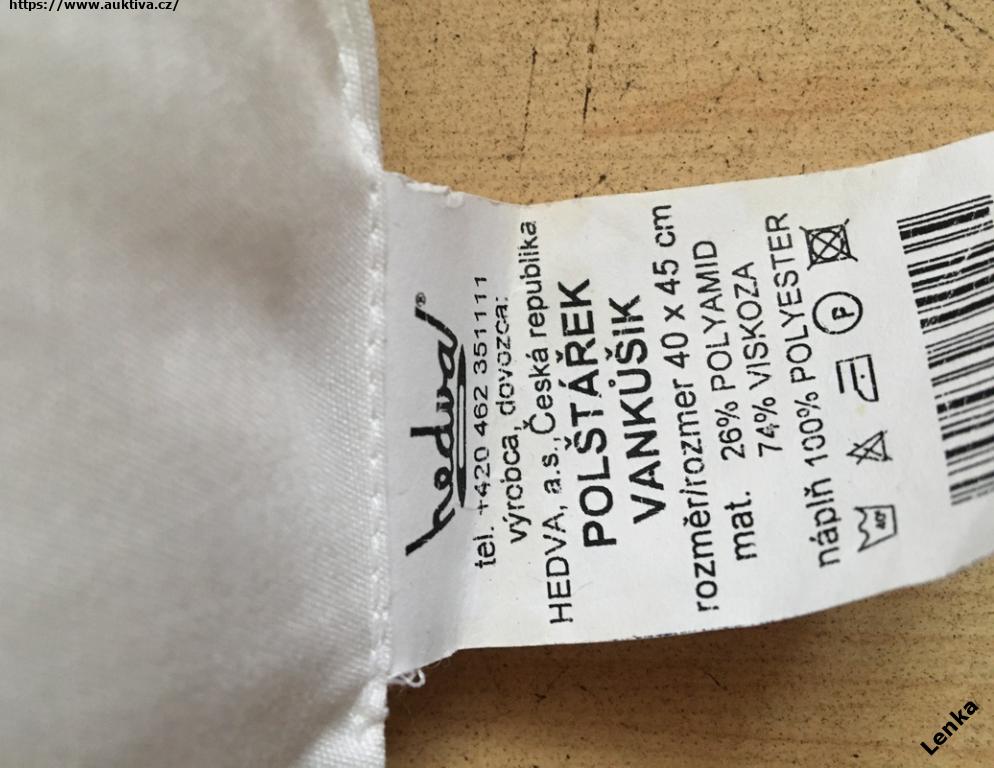 https://www.auktiva.cz/
hedva®
tel. +420 462 351111
výrobca, dovozca:
HEDVA, a.s., Česká republika
POLŠTÁŘEK
VANKÚŠIK
rozměr/rozmer 40 x 45 cm
mat. 26% POLYAMID
74% VISKOZA
náplň 100% POLYESTER
40°
P
Lenka